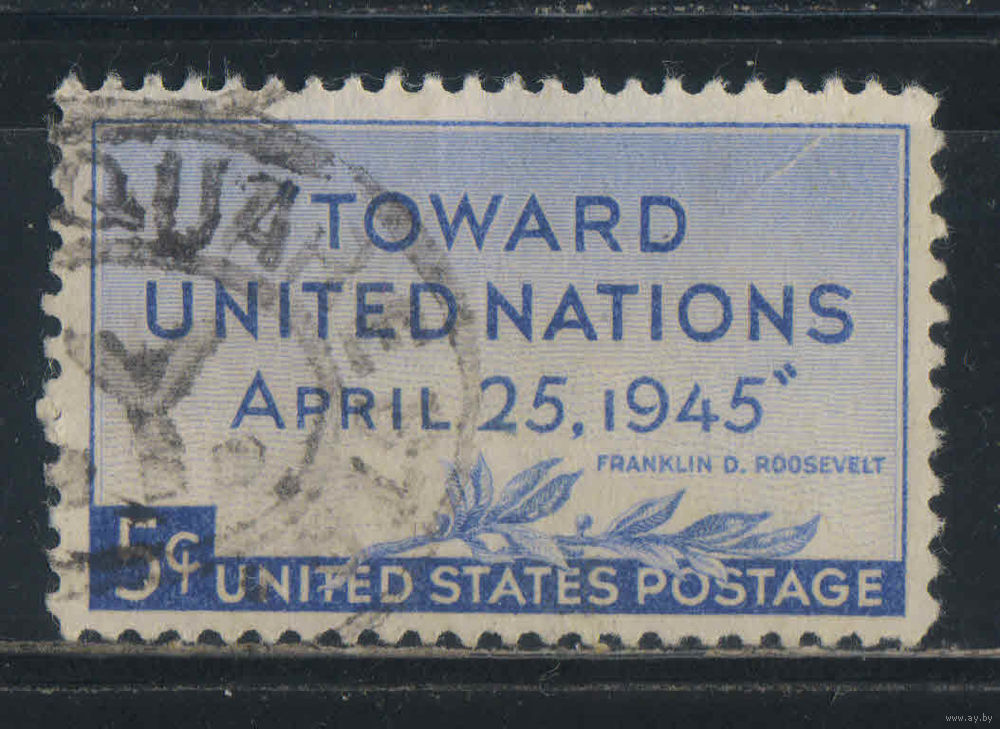 TOWARD
UNITED NATIONS
APRIL 25, 1945"
FRANKLIN D. ROOSEVELT
5¢ UNITED STATES POSTAGE
www.ay.by